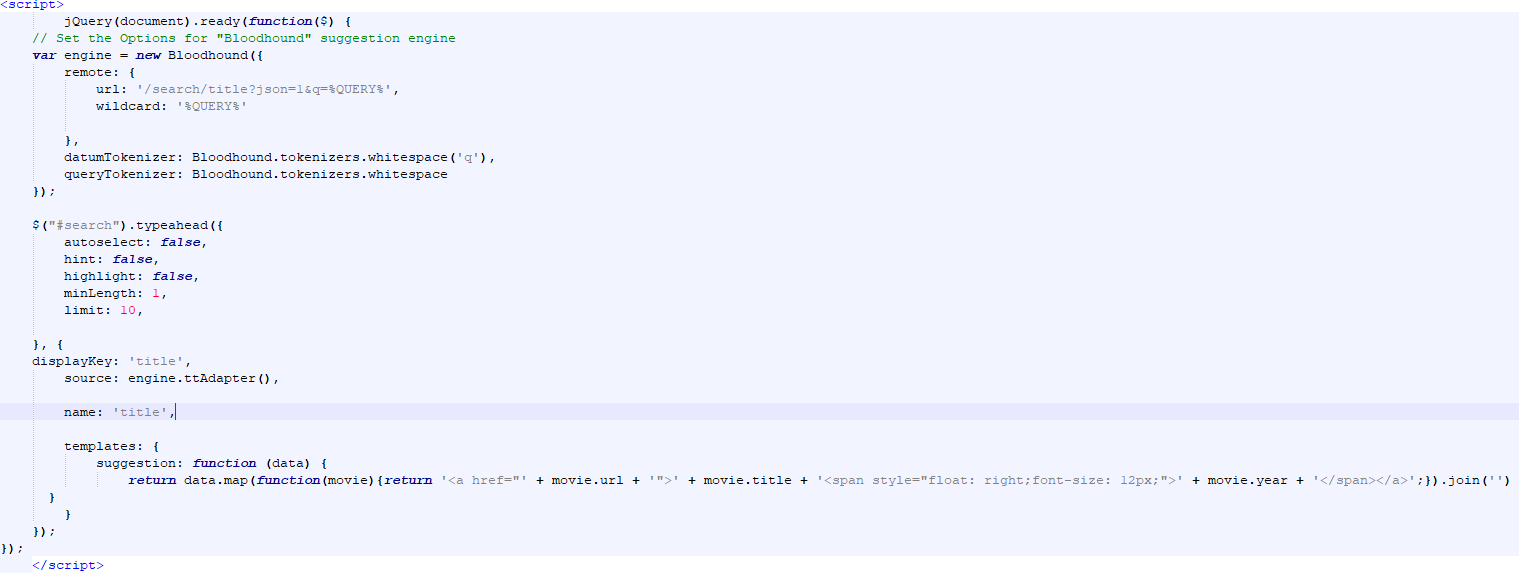 <script>
jQuery(document).ready(function($) {
// Set the Options for "Bloodhound" suggestion engine
var engine = new Bloodhound({
remote: {
url: '/search/title?json=1&q=%QUERY%',
wildcard: '%QUERY%'
},
datumTokenizer: Bloodhound.tokenizers.whitespace('q'),
queryTokenizer: Bloodhound.tokenizers.whitespace
});
$("#search").typeahead({
autoselect: false,
hint: false,
highlight: false,
minLength: 1,
limit: 10,
}, {
displayKey: 'title',
source: engine.ttAdapter(),
name: 'title',
templates: {
suggestion: function (data) {
return data.map(function(movie){return '<a href="' + movie.url + '">' + movie.title + '<span style="float: right;font-size: 12px;">' + movie.year + '</span></a>';}).join('')
}
}
});
});
</script>